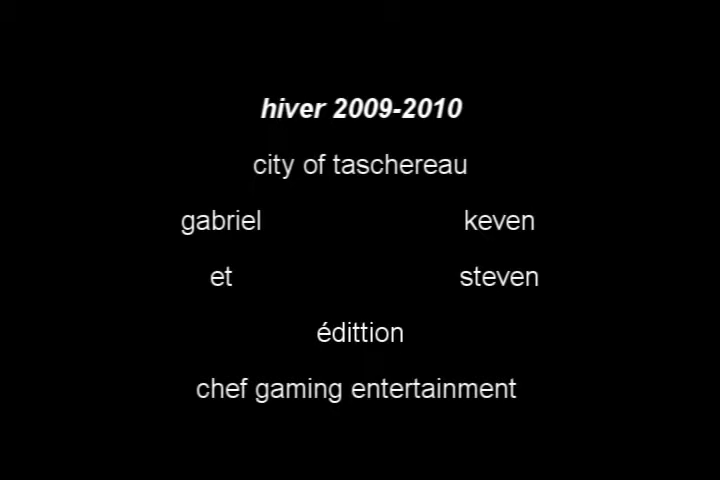 hiver 2009-2010
city of taschereau
gabriel keven
et steven
édittion
chef gaming entertainment